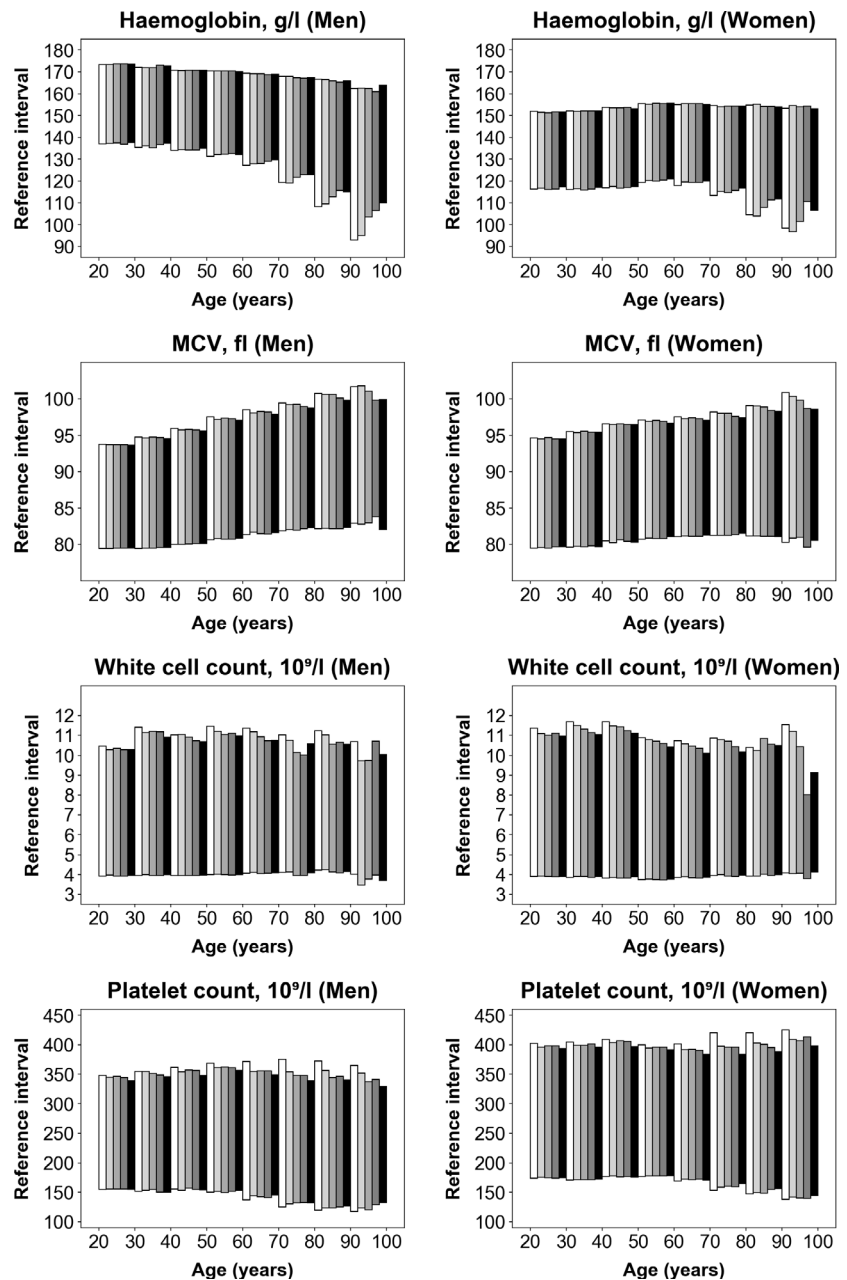 Haemoglobin, g/l (Men)
Reference interval
180
170
160
150
140
130
120
110
100
90
20 30 40 50 60 70 80 90 100
Age (years)
Haemoglobin, g/l (Women)
Reference interval
180
170
160
150
140
130
120
110
100
90
20 30 40 50 60 70 80 90 100
Age (years)
MCV, fl (Men)
Reference interval
100
95
90
85
80
20 30 40 50 60 70 80 90 100
Age (years)
MCV, fl (Women)
Reference interval
100
95
90
85
80
20 30 40 50 60 70 80 90 100
Age (years)
White cell count, 10⁹/l (Men)
Reference interval
12
11
10
9
8
7
6
5
4
3
20 30 40 50 60 70 80 90 100
Age (years)
White cell count, 10⁹/l (Women)
Reference interval
12
11
10
9
8
7
6
5
4
3
20 30 40 50 60 70 80 90 100
Age (years)
Platelet count, 10⁹/l (Men)
Reference interval
450
400
350
300
250
200
150
100
20 30 40 50 60 70 80 90 100
Age (years)
Platelet count, 10⁹/l (Women)
Reference interval
450
400
350
300
250
200
150
100
20 30 40 50 60 70 80 90 100
Age (years)